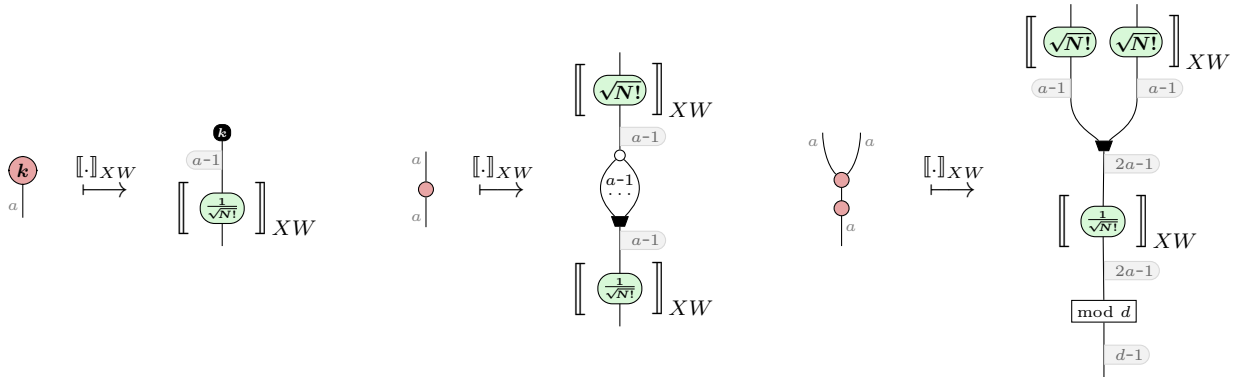 k
a
⟦.⟧XW
k
a-1
⟦ 1/√N! ⟧XW
a
a
⟦.⟧XW
⟦ √N! ⟧XW
a-1
a-1
...
a-1
⟦ 1/√N! ⟧XW
a a
a
⟦.⟧XW
⟦ √N! √N! ⟧XW
a-1 a-1
2a-1
⟦ 1/√N! ⟧XW
2a-1
mod d
d-1